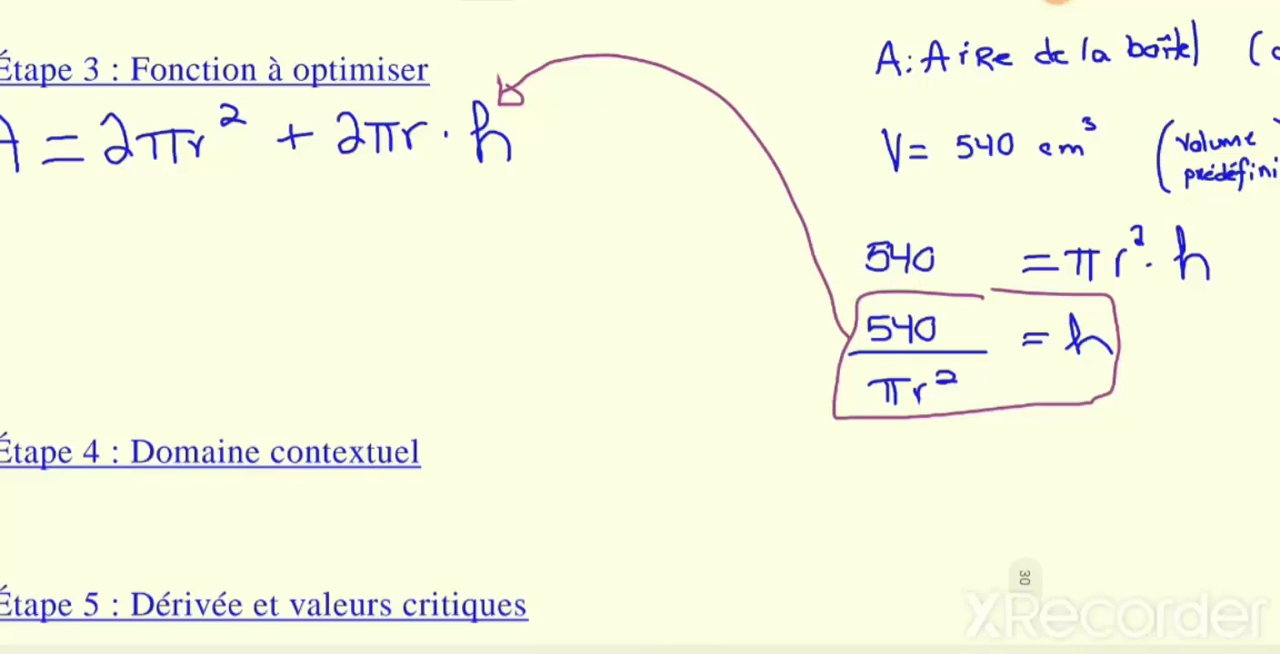 Étape 3 : Fonction à optimiser
A = 2πr² + 2πr · h
A: Aire de la boîte
V = 540 cm³ (Volume
prédéfini
540 = πr² · h
540 / πr² = h
Étape 4 : Domaine contextuel
Étape 5 : Dérivée et valeurs critiques
30
XRecorder